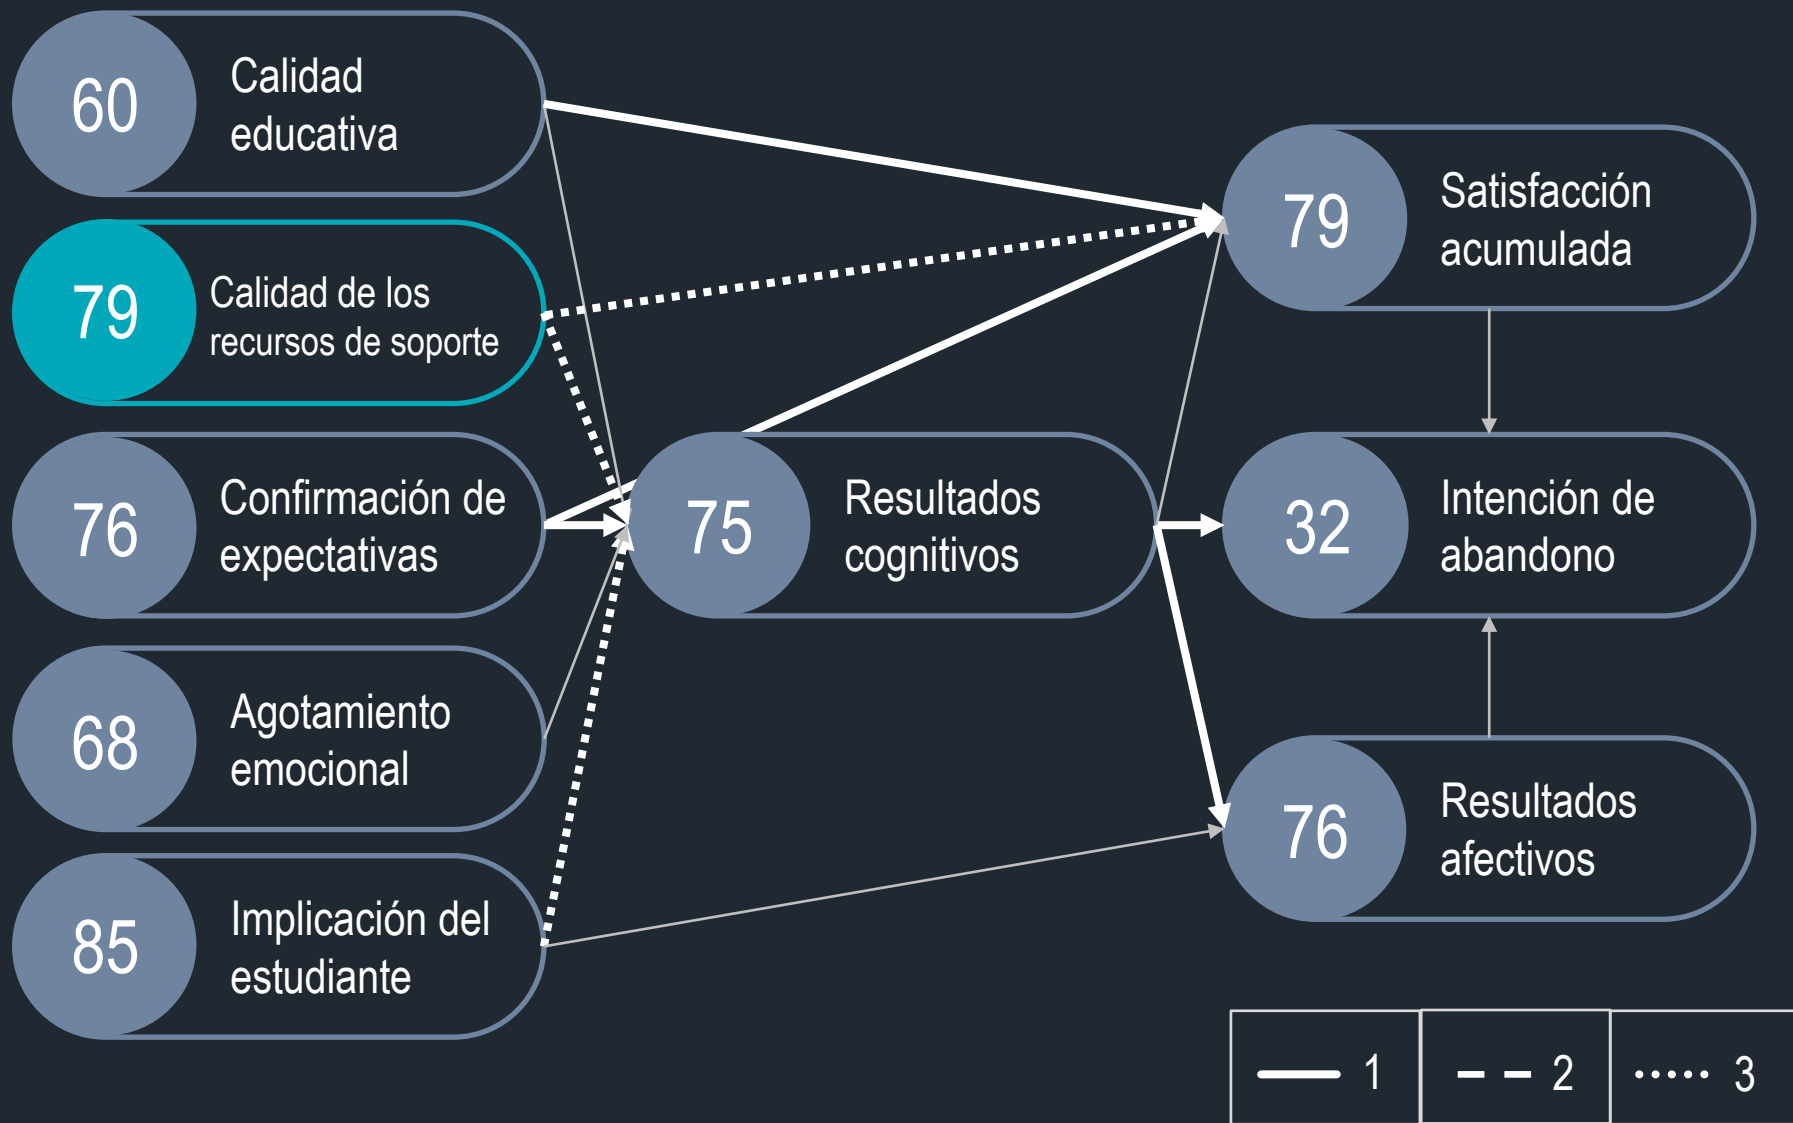 60
Calidad
educativa
79
Calidad de los
recursos de soporte
76
Confirmación de
expectativas
68
Agotamiento
emocional
85
Implicación del
estudiante
75
Resultados
cognitivos
79
Satisfacción
acumulada
32
Intención de
abandono
76
Resultados
afectivos
1
2
3